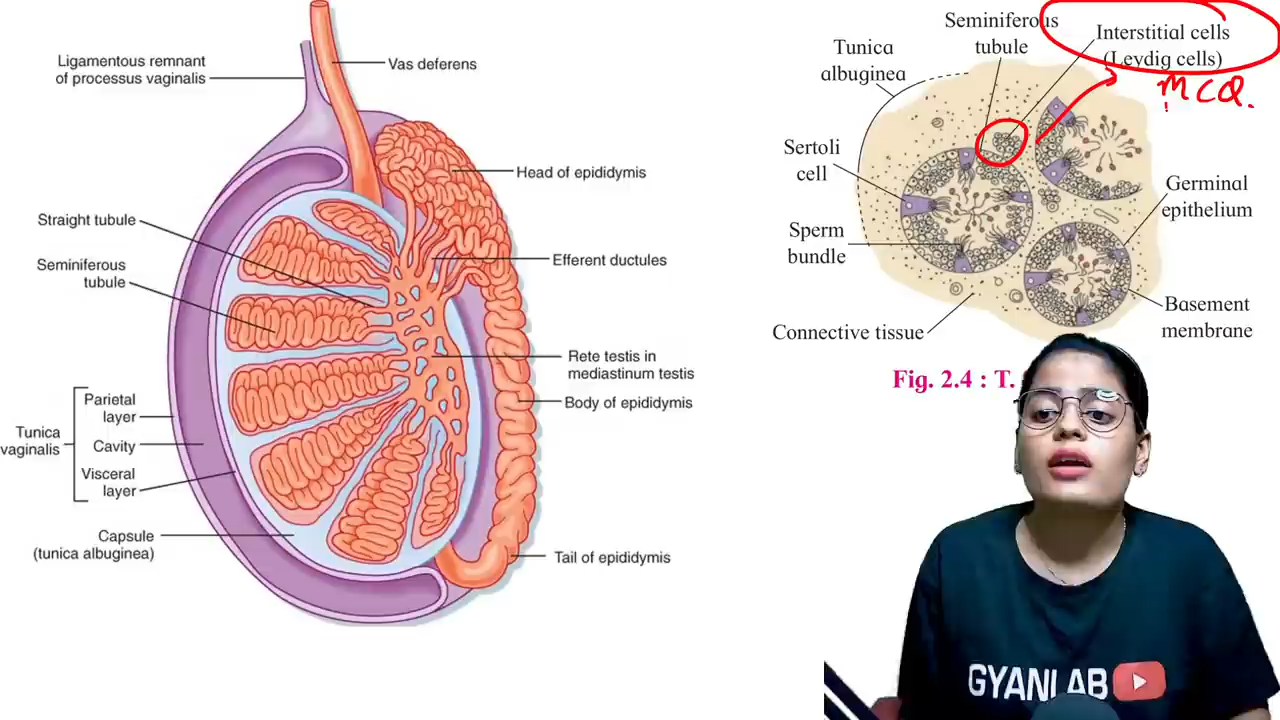 Ligamentous remnant
of processus vaginalis
Vas deferens
Head of epididymis
Straight tubule
Seminiferous
tubule
Efferent ductules
Rete testis in
mediastinum testis
Body of epididymis
Parietal
layer
Tunica
vaginalis
Cavity
Visceral
layer
Capsule
(tunica albuginea)
Tail of epididymis
Seminiferous
tubule
Interstitial cells
(Leydig cells)
MCQ.
Tunica
albuginea
Sertoli
cell
Germinal
epithelium
Sperm
bundle
Basement
membrane
Connective tissue
Fig. 2.4 : T.
GYANLAB